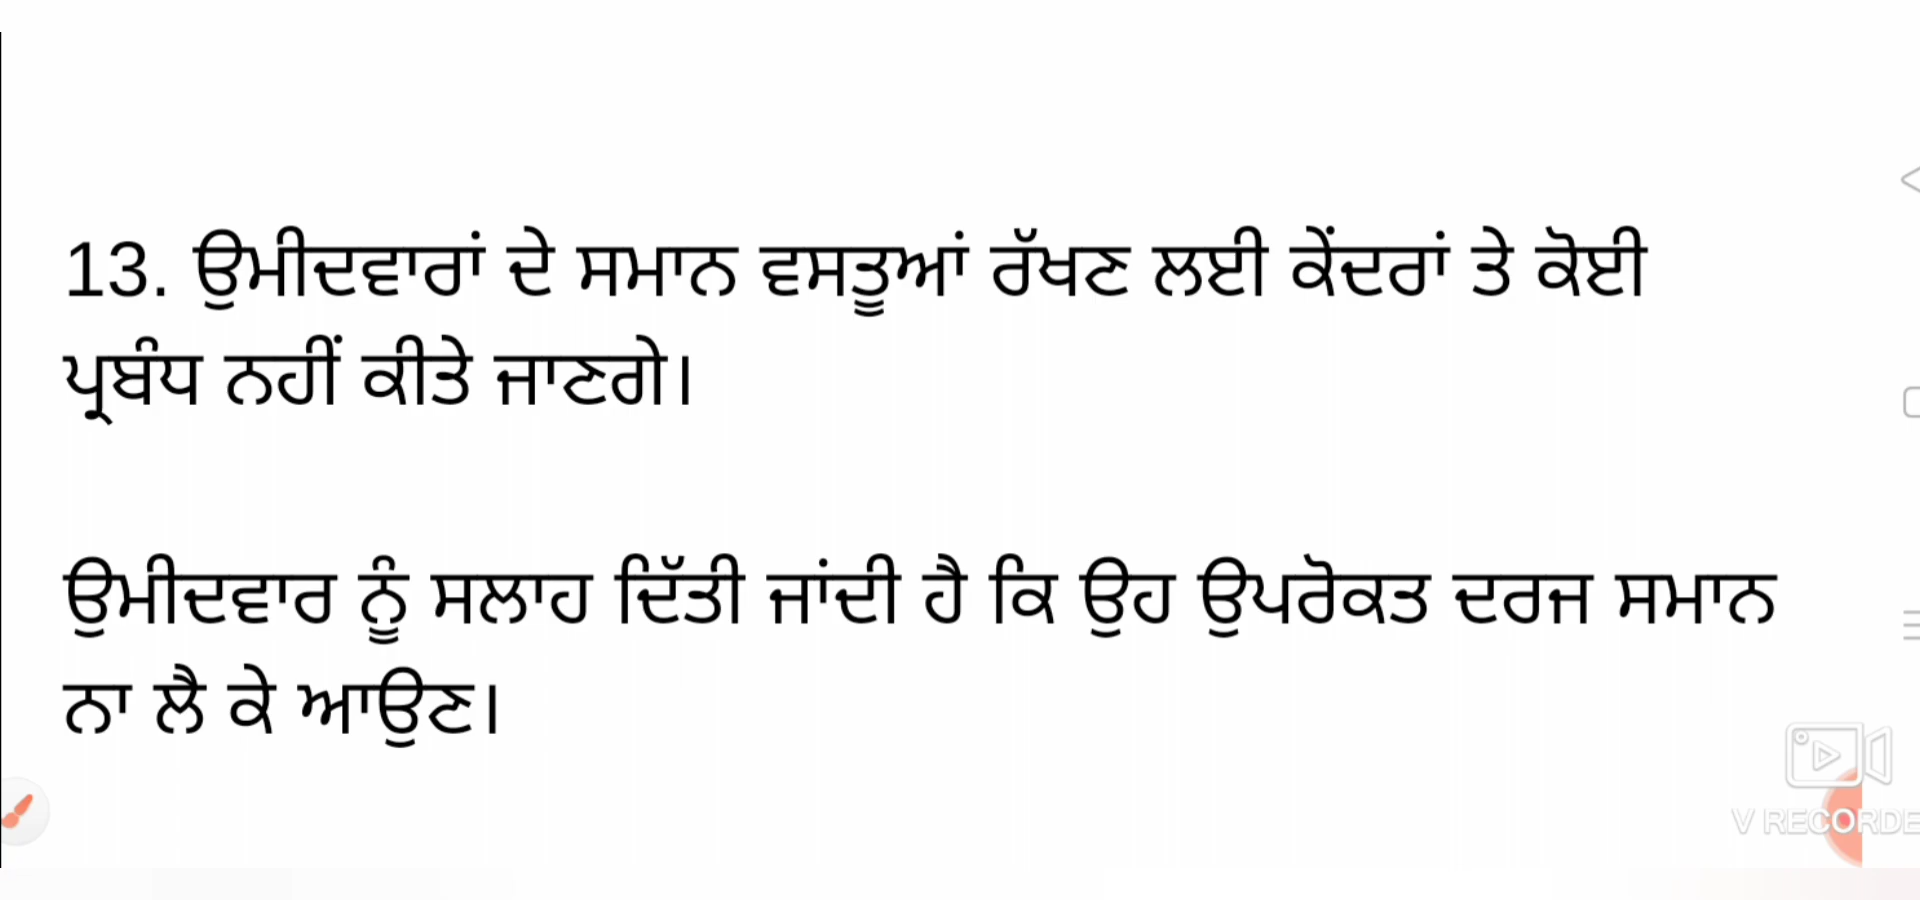 13. ਉਮੀਦਵਾਰਾਂ ਦੇ ਸਮਾਨ ਵਸਤੂਆਂ ਰੱਖਣ ਲਈ ਕੇਂਦਰਾਂ ਤੇ ਕੋਈ
ਪ੍ਰਬੰਧ ਨਹੀਂ ਕੀਤੇ ਜਾਣਗੇ।
ਉਮੀਦਵਾਰ ਨੂੰ ਸਲਾਹ ਦਿੱਤੀ ਜਾਂਦੀ ਹੈ ਕਿ ਉਹ ਉਪਰੋਕਤ ਦਰਜ ਸਮਾਨ
ਨਾ ਲੈ ਕੇ ਆਉਣ।
V RECORDE